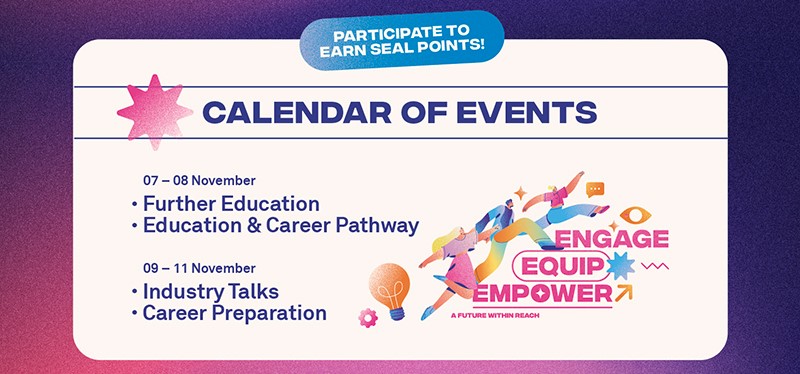 PARTICIPATE TO
EARN SEAL POINTS!
CALENDAR OF EVENTS
07 – 08 November
• Further Education
• Education & Career Pathway
09 – 11 November
• Industry Talks
• Career Preparation
ENGAGE
EQUIP
EMPOWER
A FUTURE WITHIN REACH